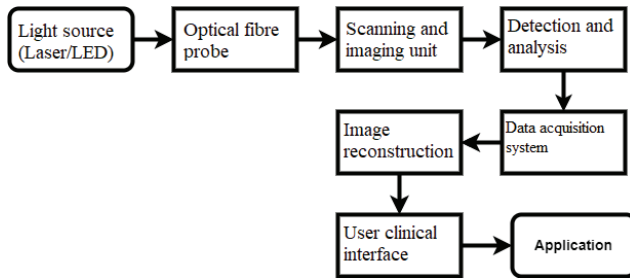 Light source
(Laser/LED)
Optical fibre
probe
Scanning and
imaging unit
Detection and
analysis
Data acquisition
system
Image
reconstruction
User clinical
interface
Application